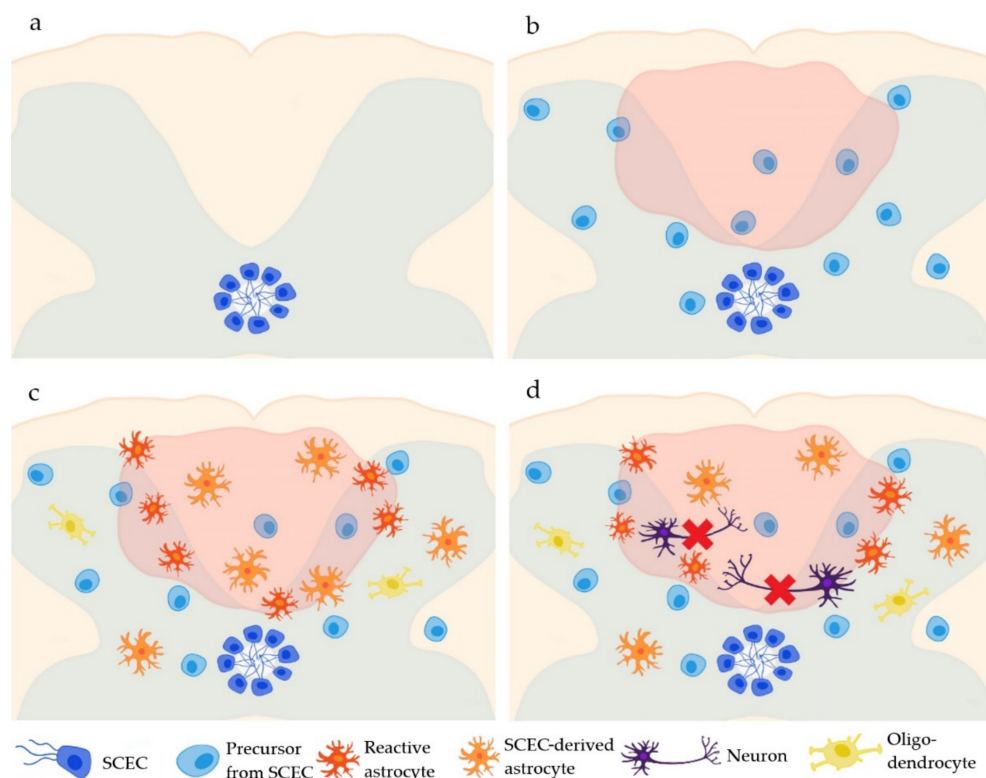 a
b
c
d
SCEC
Precursor
from SCEC
Reactive
astrocyte
SCEC-derived
astrocyte
Neuron
Oligo-
dendrocyte